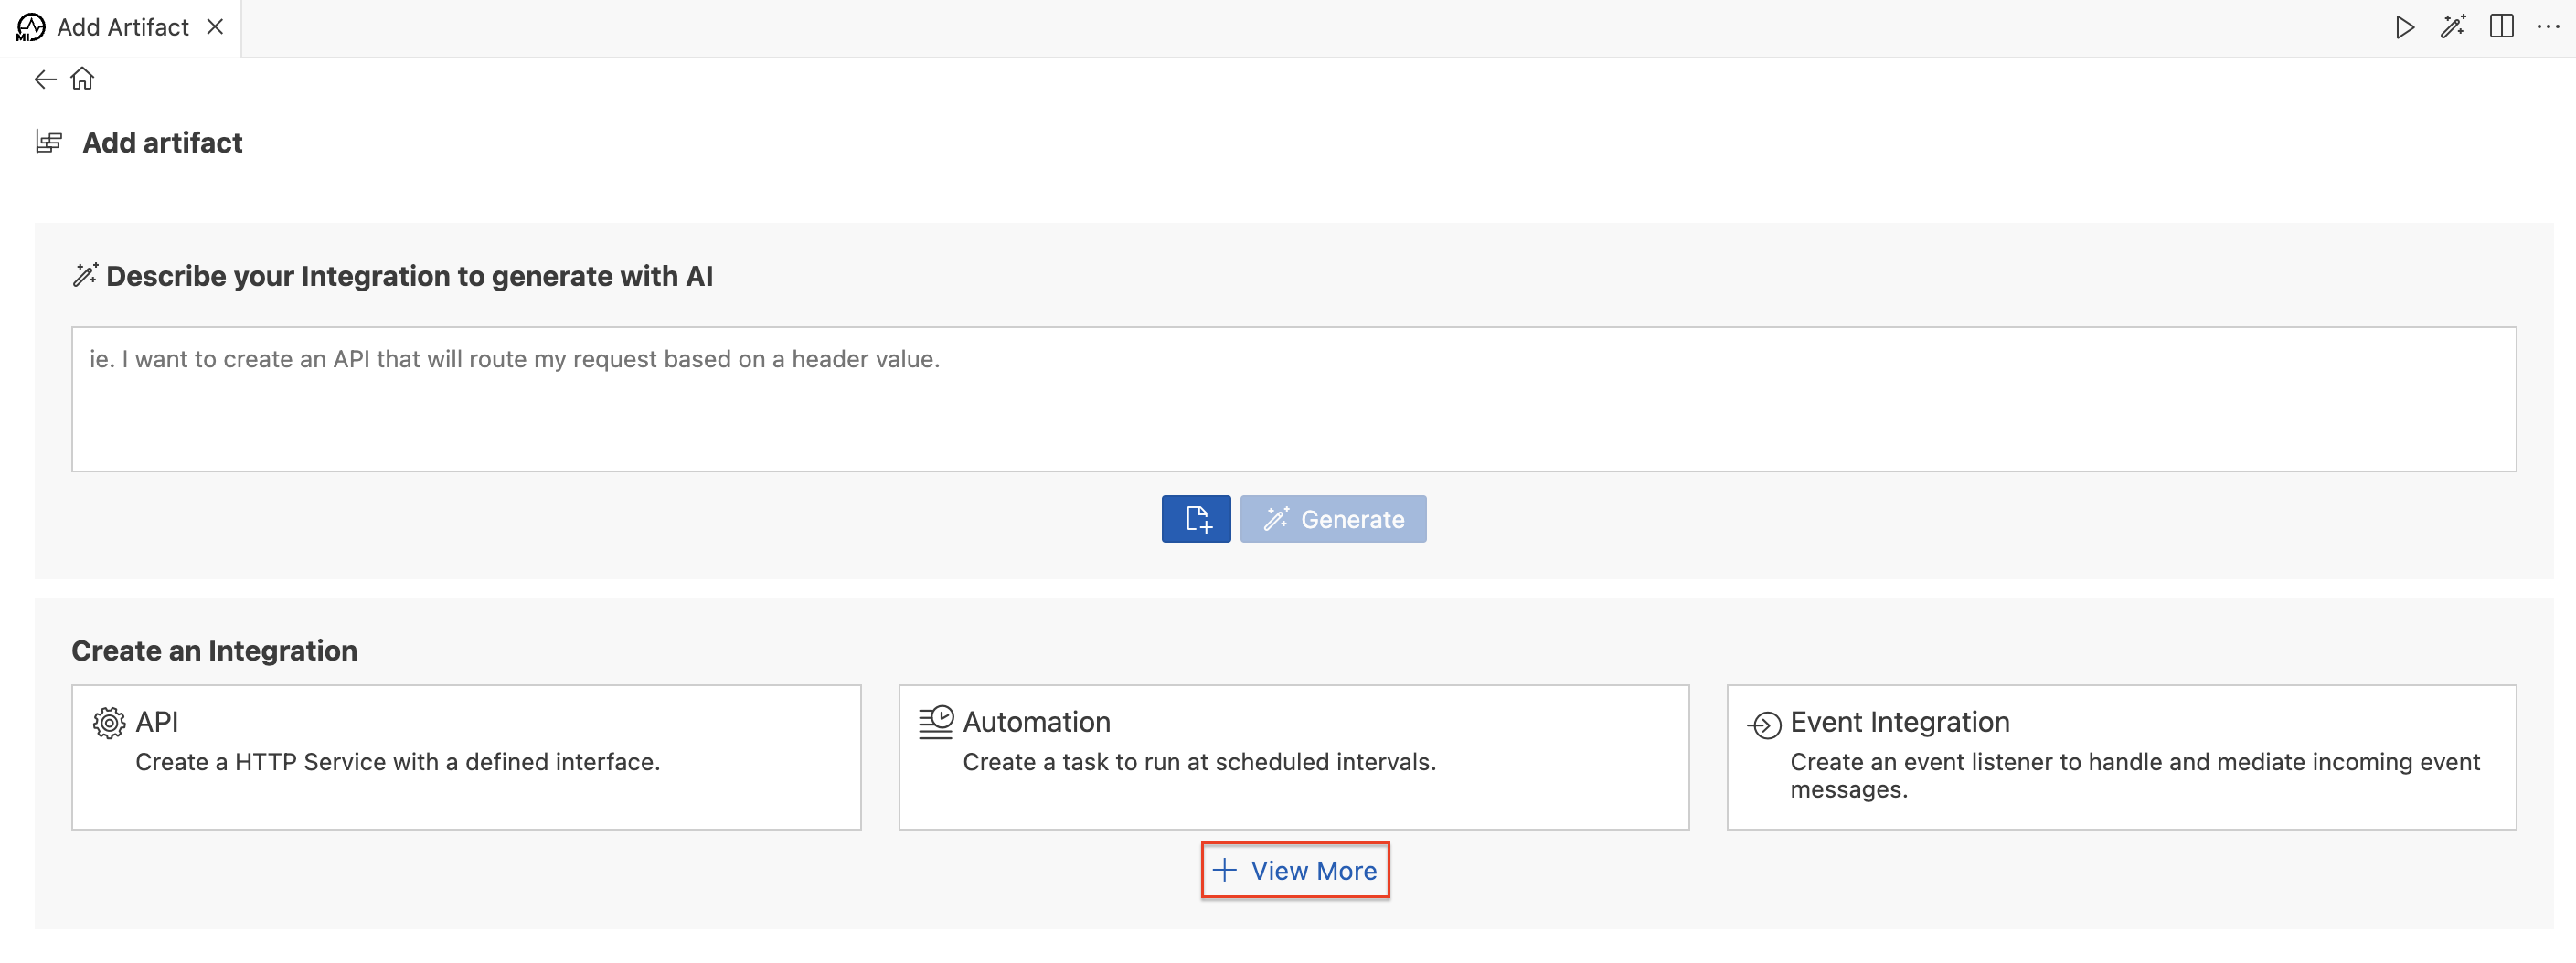 MI Add Artifact
Add artifact
Describe your Integration to generate with AI
ie. I want to create an API that will route my request based on a header value.
Generate
Create an Integration
API
Create a HTTP Service with a defined interface.
Automation
Create a task to run at scheduled intervals.
Event Integration
Create an event listener to handle and mediate incoming event
messages.
View More